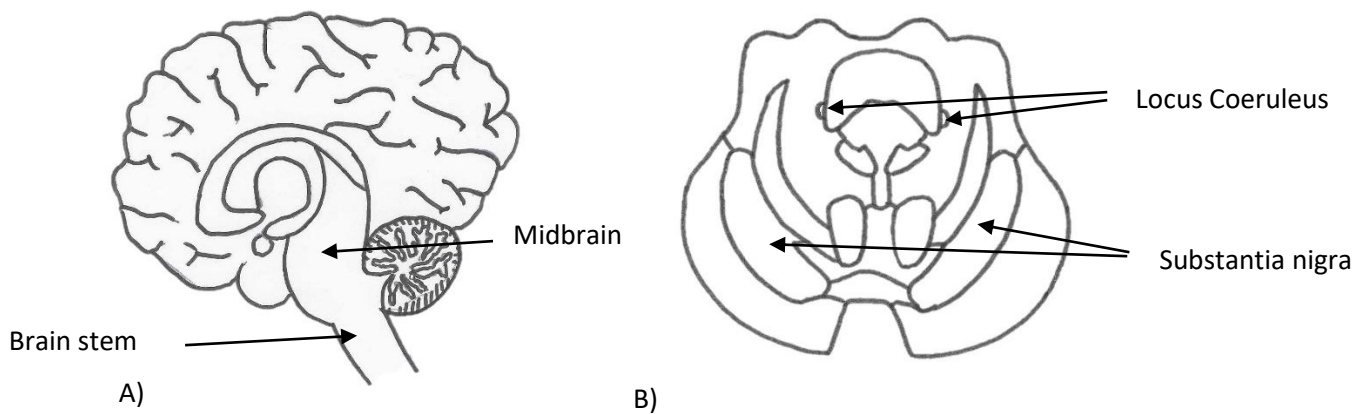 Locus Coeruleus
Midbrain
Substantia nigra
Brain stem
A)
B)